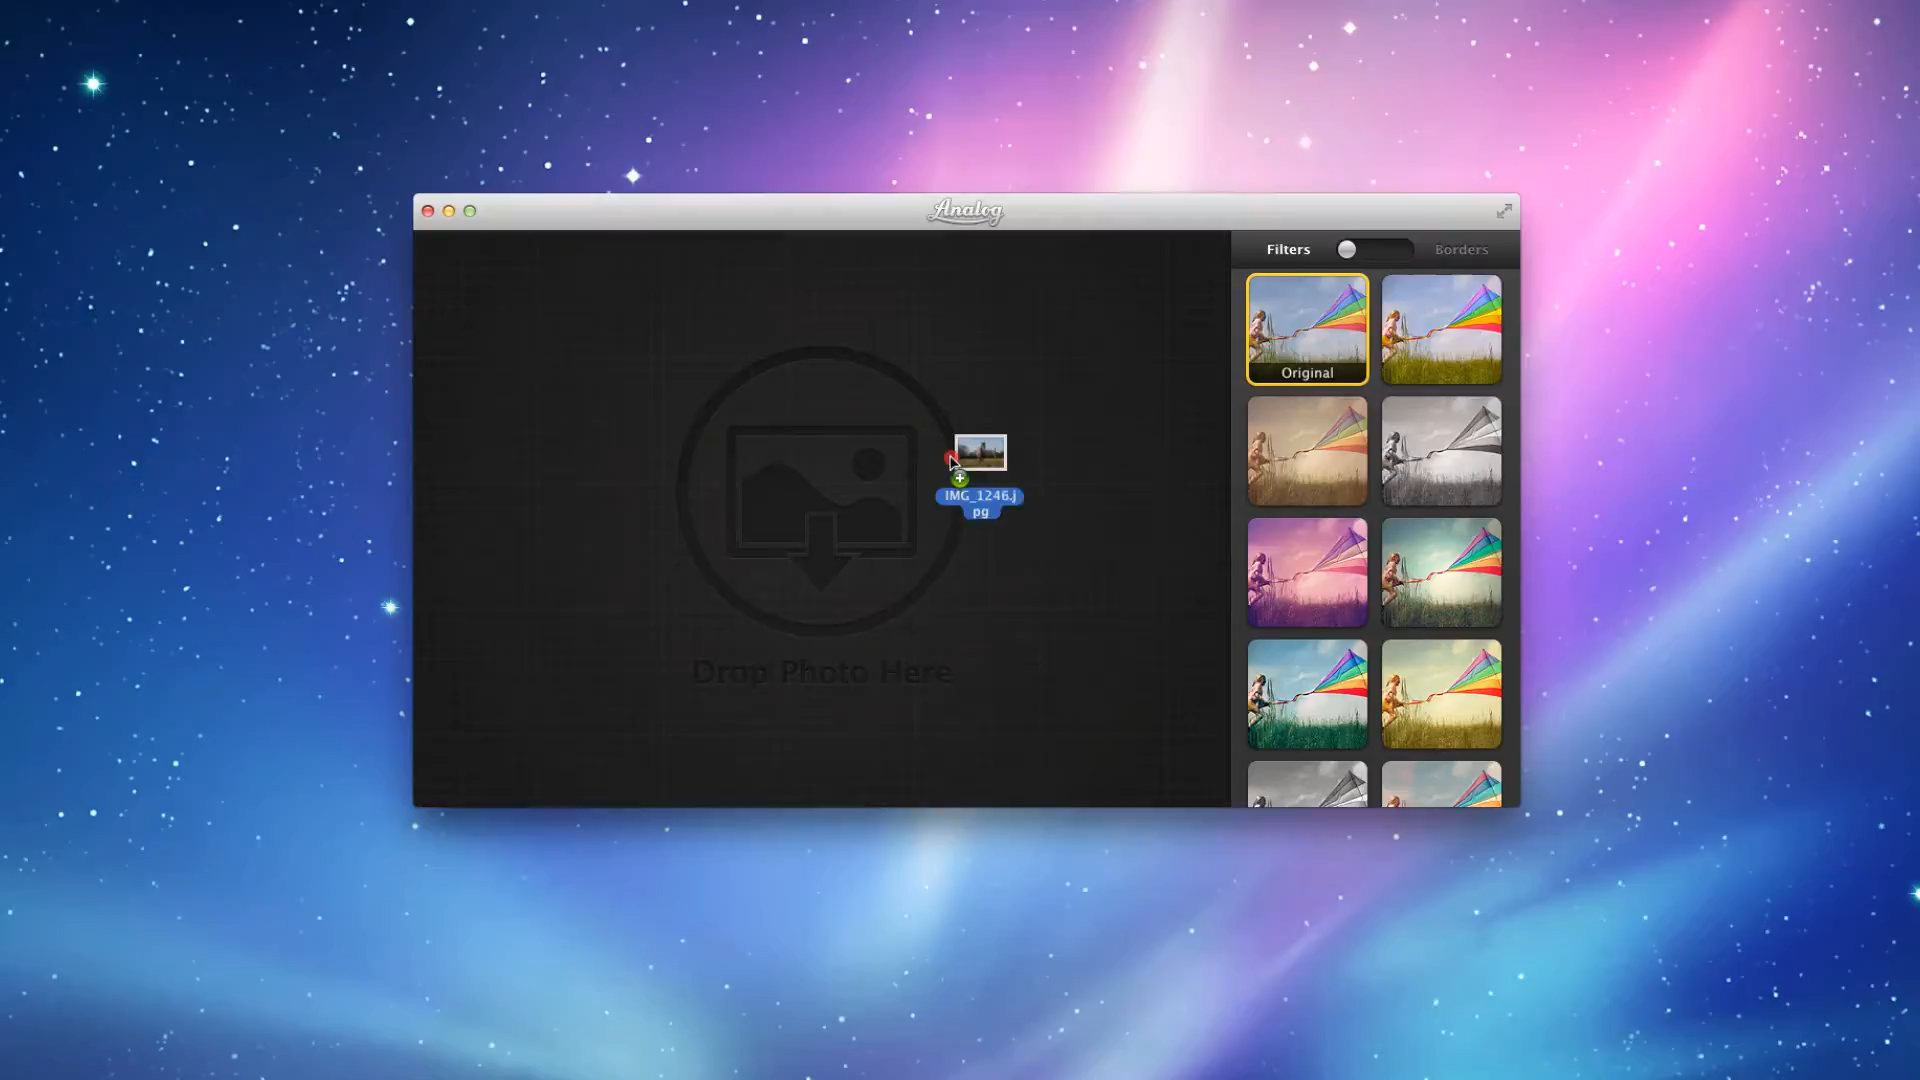 Analog
Filters
Borders
Original
IMG_1246.j
pg
Drop Photo Here